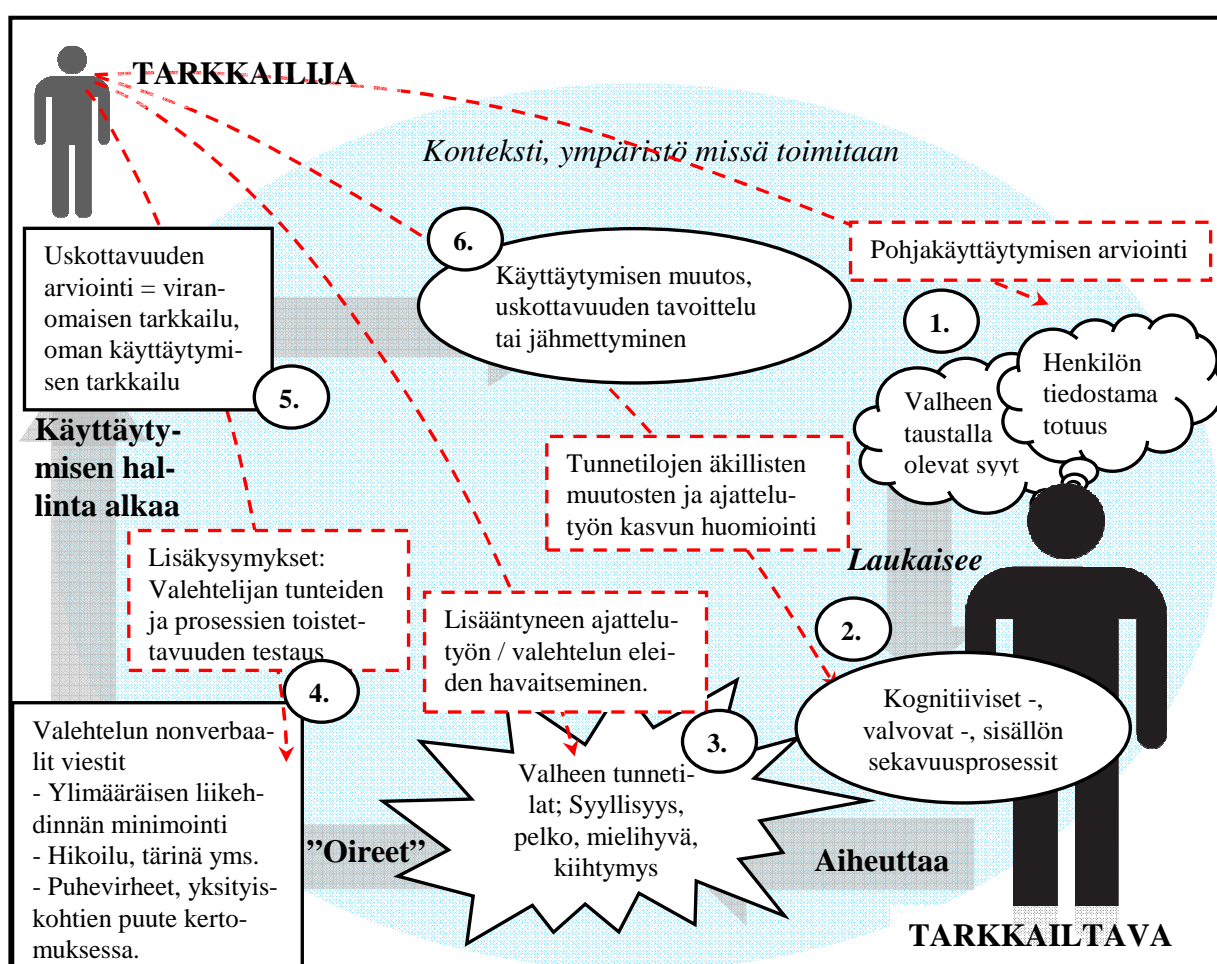 TARKKAILIJA
Konteksti, ympäristö missä toimitaan
6.
Käyttäytymisen muutos,
uskottavuuden tavoittelu
tai jähmettyminen
Pohjakäyttäytymisen arviointi
1.
Henkilön
tiedostama
totuus
Valheen
taustalla
olevat syyt
Uskottavuuden
arviointi = viran-
omaisen tarkkailu,
oman käyttäytymi-
sen tarkkailu
5.
Käyttäyty-
misen hal-
linta alkaa
Tunnetilojen äkillisten
muutosten ja ajattelu-
työn kasvun huomiointi
Laukaisee
Lisäkysymykset:
Valehtelijan tunteiden
ja prosessien toistet-
tavuuden testaus
Lisääntyneen ajattelu-
työn / valehtelun elei-
den havaitseminen.
2.
Kognitiiviset -,
valvovat -, sisällön
sekavuusprosessit
4.
Valehtelun nonverbaa-
lit viestit
- Ylimääräisen liikeh-
dinnän minimointi
- Hikoilu, tärinä yms.
- Puhevirheet, yksityis-
kohtien puute kerto-
muksessa.
3.
Valheen tunneti-
lat; Syyllisyys,
pelko, mielihyvä,
kiihtymys
”Oireet”
Aiheuttaa
TARKKAILTAVA